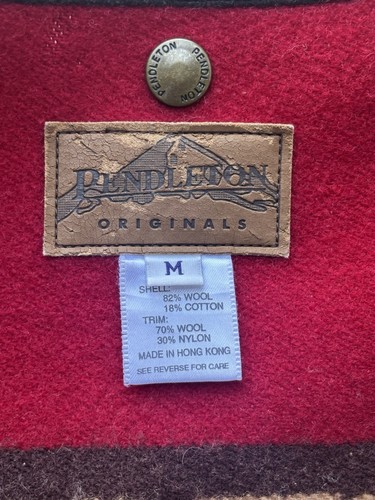 PENDLETON PENDLETON
PENDLETON
ORIGINALS
M
SHELL:
82% WOOL
18% COTTON
TRIM:
70% WOOL
30% NYLON
MADE IN HONG KONG
SEE REVERSE FOR CARE